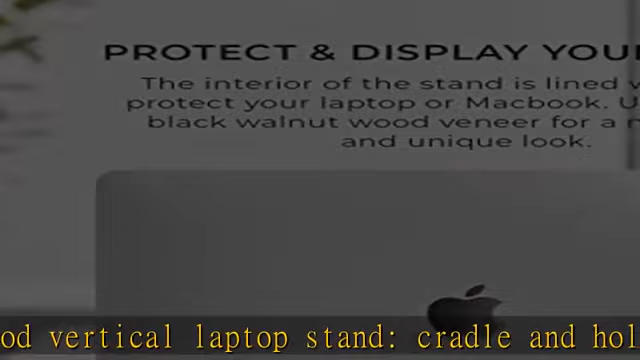 PROTECT & DISPLAY YOU
The interior of the stand is lined
protect your laptop or Macbook.
black walnut wood veneer for a
and unique look.
od vertical laptop stand: cradle and hol